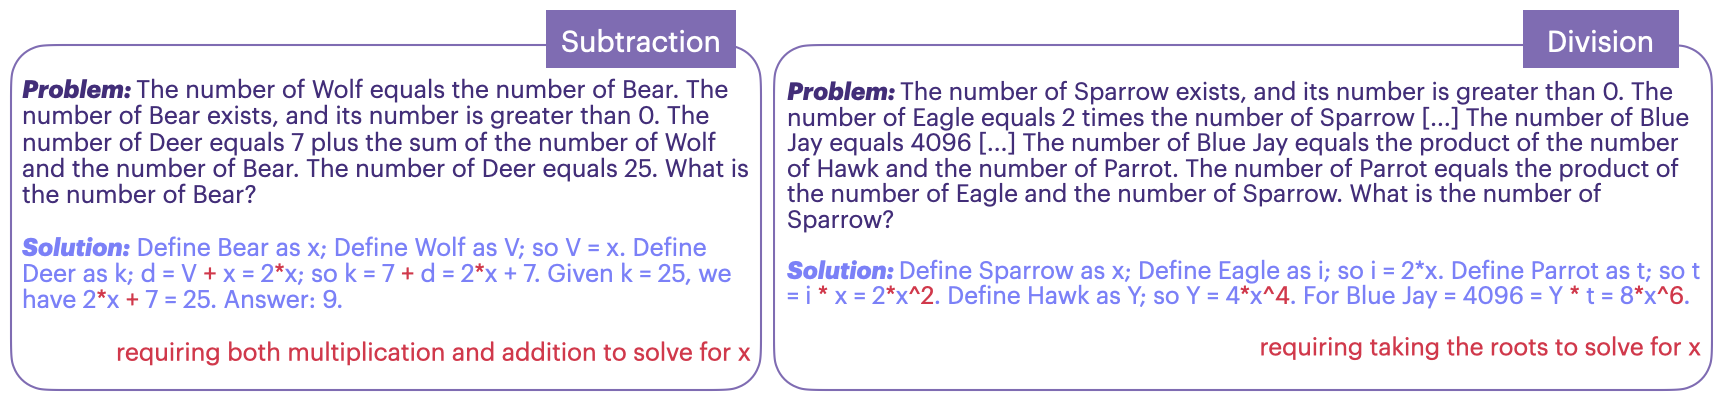 Subtraction
Problem: The number of Wolf equals the number of Bear. The
number of Bear exists, and its number is greater than 0. The
number of Deer equals 7 plus the sum of the number of Wolf
and the number of Bear. The number of Deer equals 25. What is
the number of Bear?
Solution: Define Bear as x; Define Wolf as V; so V = x. Define
Deer as k; d = V + x = 2*x; so k = 7 + d = 2*x + 7. Given k = 25, we
have 2*x + 7 = 25. Answer: 9.
requiring both multiplication and addition to solve for x
Division
Problem: The number of Sparrow exists, and its number is greater than 0. The
number of Eagle equals 2 times the number of Sparrow [...] The number of Blue
Jay equals 4096 [...] The number of Blue Jay equals the product of the number
of Hawk and the number of Parrot. The number of Parrot equals the product of
the number of Eagle and the number of Sparrow. What is the number of
Sparrow?
Solution: Define Sparrow as x; Define Eagle as i; so i = 2*x. Define Parrot as t; so t
= i * x = 2*x^2. Define Hawk as Y; so Y = 4*x^4. For Blue Jay = 4096 = Y * t = 8*x^6.
requiring taking the roots to solve for x